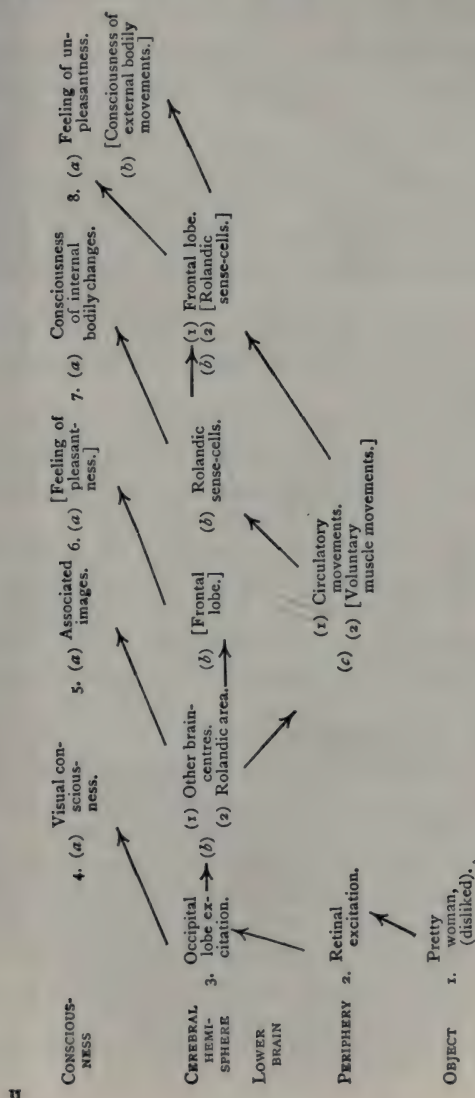 CONSCIOUS-
NESS
4. (a) Visual con-
scious-
ness.
5. (a) Associated
images.
6. (a) [Feeling of
pleasant-
ness.]
7. (a) Consciousness
of internal
bodily changes.
8. (a) Feeling of un-
pleasantness.
(b) [Consciousness of
external bodily
movements.]
CEREBRAL
HEMI-
SPHERE
3. Occipital
lobe ex-
citation.
(b) (1) Other brain-
centres.
(2) Rolandic area.
(b) [Frontal
lobe.]
(b) Rolandic
sense-cells.
(b) (1) Frontal lobe.
(2) [Rolandic
sense-cells.]
LOWER
BRAIN
PERIPHERY
2. Retinal
excitation.
(1) Circulatory
movements.
(c) (2) [Voluntary
muscle movements.]
OBJECT
1. Pretty
woman,
(disliked).